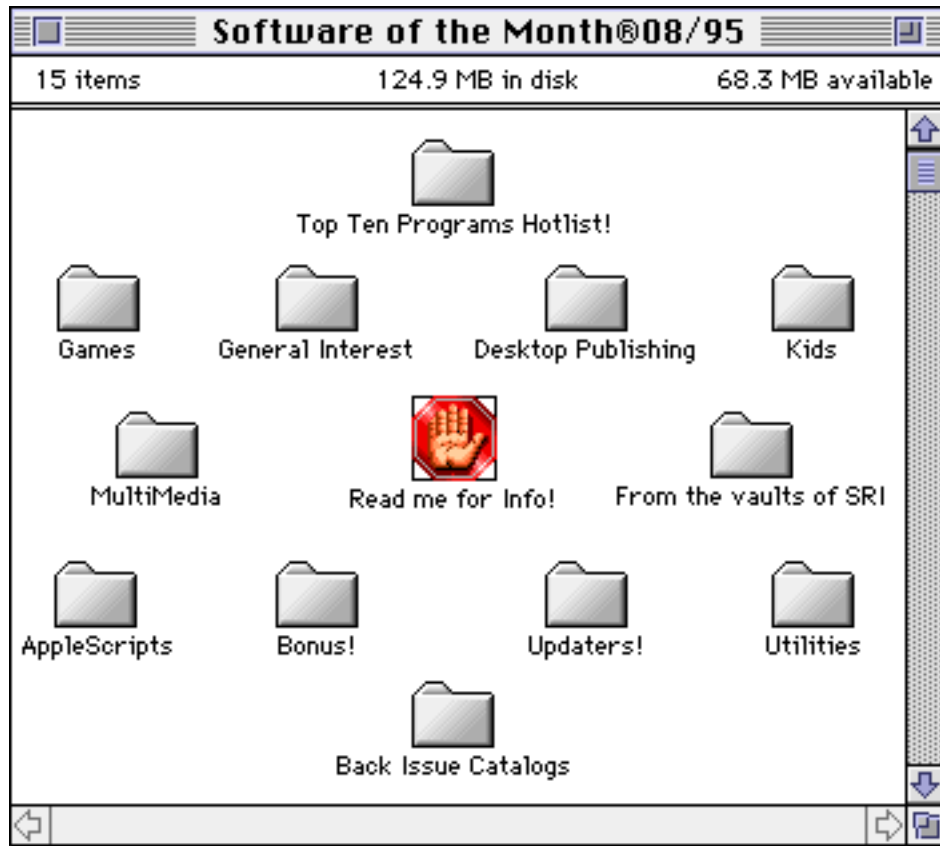 Software of the Month®08/95
15 items 124.9 MB in disk 68.3 MB available
Top Ten Programs Hotlist!
Games General Interest Desktop Publishing Kids
MultiMedia Read me for Info! From the vaults of SRI
AppleScripts Bonus! Updaters! Utilities
Back Issue Catalogs